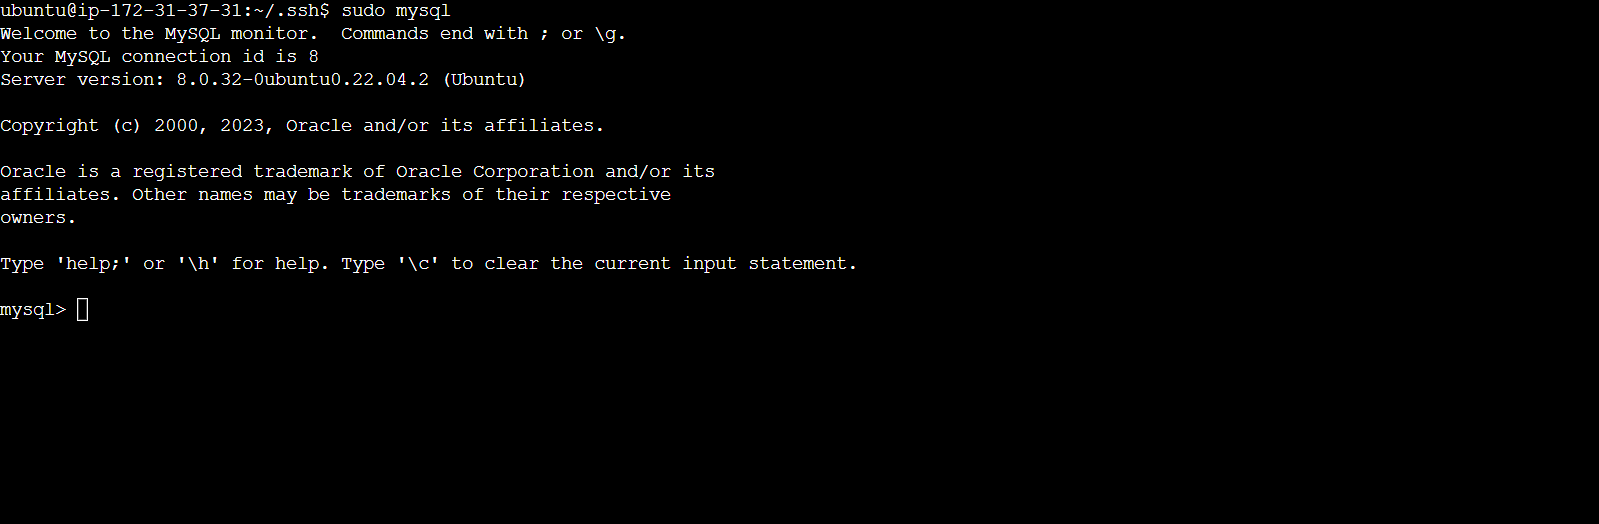 ubuntu@ip-172-31-37-31:~/.ssh$ sudo mysql
Welcome to the MySQL monitor.  Commands end with ; or \g.
Your MySQL connection id is 8
Server version: 8.0.32-0ubuntu0.22.04.2 (Ubuntu)
Copyright (c) 2000, 2023, Oracle and/or its affiliates.
Oracle is a registered trademark of Oracle Corporation and/or its
affiliates. Other names may be trademarks of their respective
owners.
Type 'help;' or '\h' for help. Type '\c' to clear the current input statement.
mysql>